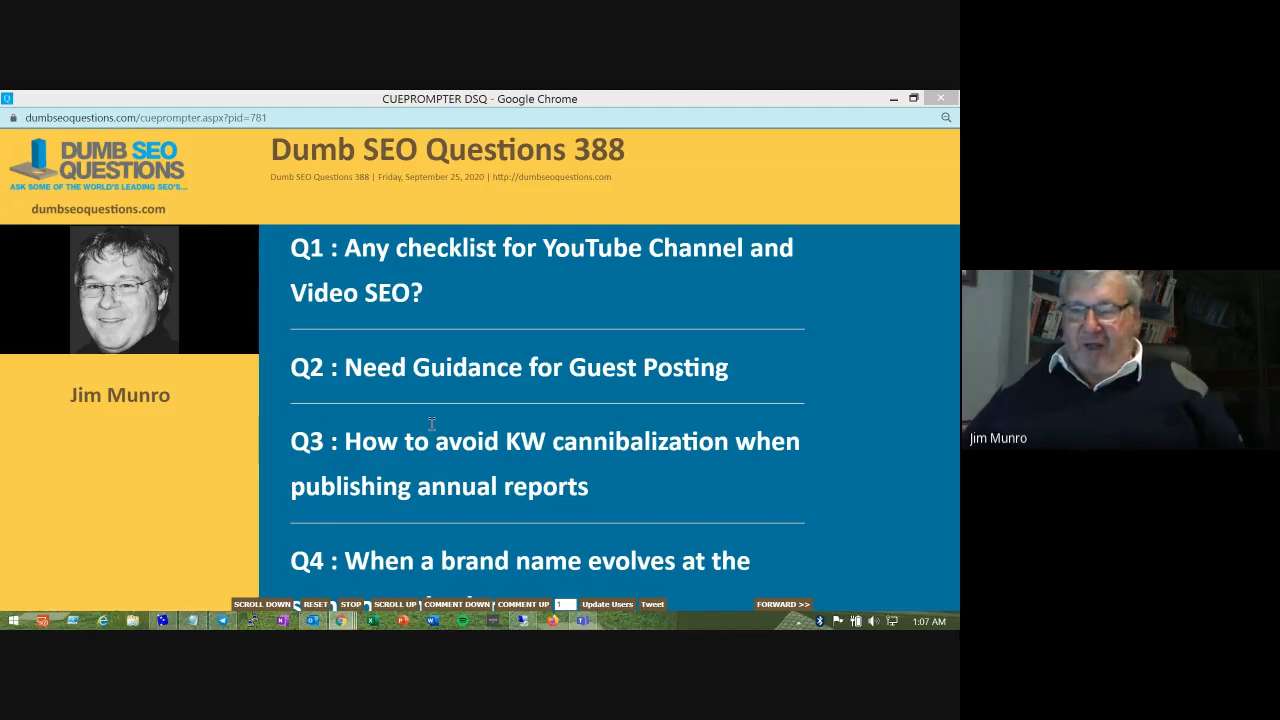 CUEPROMPTER DSQ - Google Chrome
dumbseoquestions.com/cueprompter.aspx?pid=781
DUMB SEO
QUESTIONS
ASK SOME OF THE WORLD'S LEADING SEO's...
dumbseoquestions.com
Dumb SEO Questions 388
Dumb SEO Questions 388 | Friday, September 25, 2020 | http://dumbseoquestions.com
Jim Munro
Q1 : Any checklist for YouTube Channel and
Video SEO?
Q2 : Need Guidance for Guest Posting
Q3 : How to avoid KW cannibalization when
publishing annual reports
Q4 : When a brand name evolves at the
SCROLL DOWN RESET STOP SCROLL UP COMMENT DOWN COMMENT UP 1 Update Users Tweet FORWARD >>
1:07 AM
Jim Munro